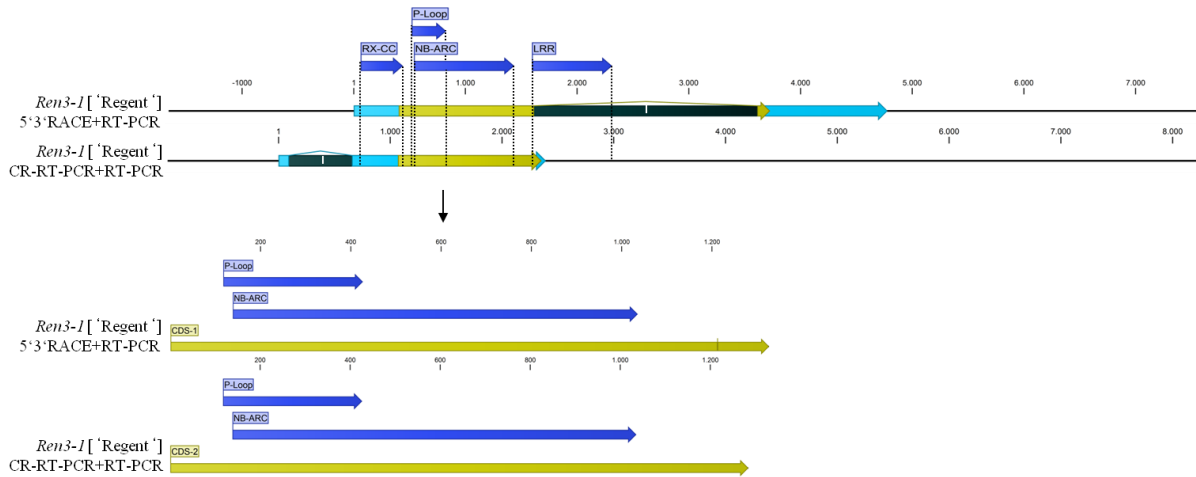 P-Loop
RX-CC NB-ARC LRR
-1000 1 1.000 2.000 3.000 4.000 5.000 6.000 7.000
Ren3-1 [ ‘Regent ‘]
5‘3‘RACE+RT-PCR
1 1.000 2.000 3.000 4.000 5.000 6.000 7.000 8.000
Ren3-1 [ ‘Regent ‘]
CR-RT-PCR+RT-PCR
200 400 600 800 1.000 1.200
P-Loop
NB-ARC
Ren3-1 [ ‘Regent ‘]
CDS-1
5‘3‘RACE+RT-PCR
200 400 600 800 1.000 1.200
P-Loop
NB-ARC
Ren3-1 [ ‘Regent ‘]
CDS-2
CR-RT-PCR+RT-PCR